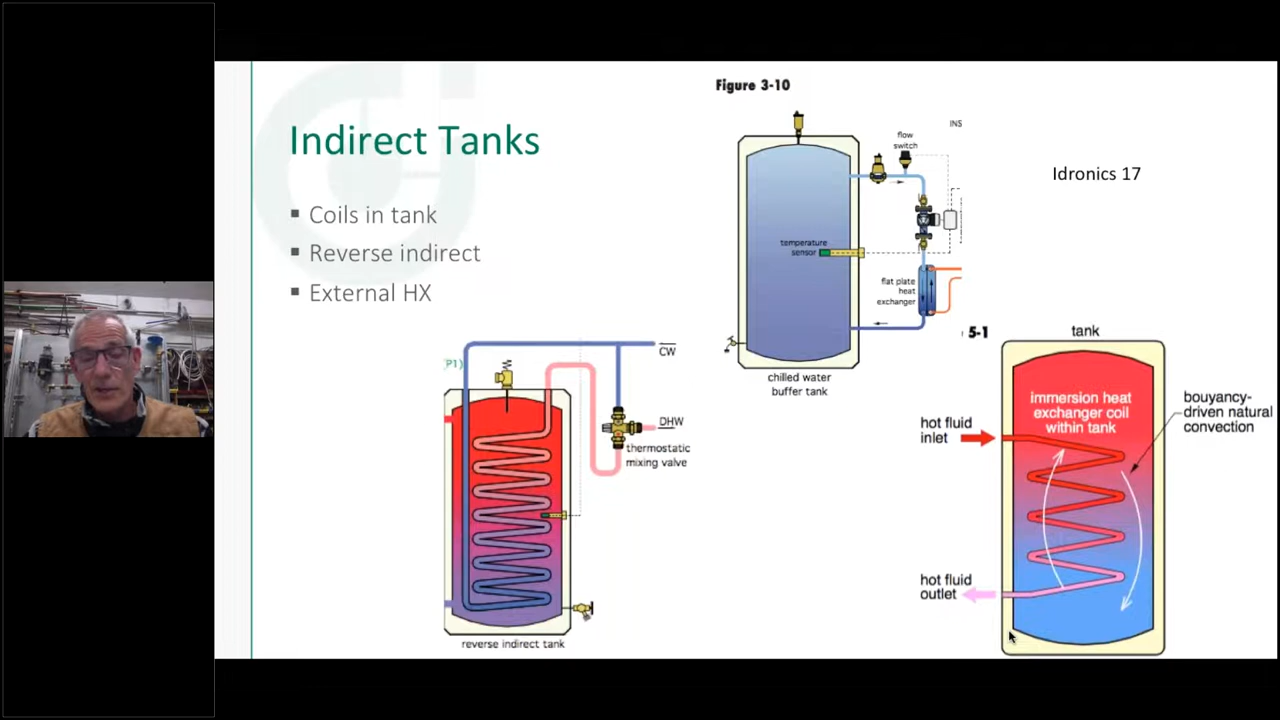 Indirect Tanks
Coils in tank
Reverse indirect
External HX
Figure 3-10
flow
switch
INS
temperature
sensor
flat plate
heat
exchanger
chilled water
buffer tank
Idronics 17
(P1)
CW
DHW
thermostatic
mixing valve
reverse indirect tank
5-1
tank
immersion heat
exchanger coil
within tank
bouyancy-
driven natural
convection
hot fluid
inlet
hot fluid
outlet